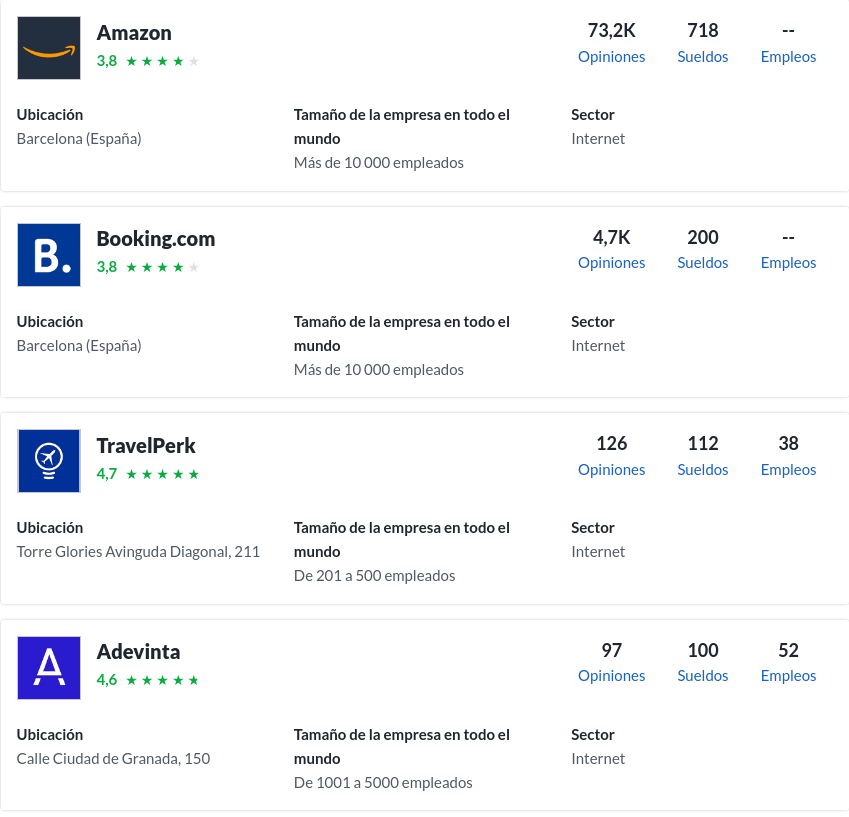 Amazon
3,8
73,2K 718 --
Opiniones Sueldos Empleos
Ubicación
Barcelona (España)
Tamaño de la empresa en todo el
mundo
Más de 10 000 empleados
Sector
Internet
B.
Booking.com
3,8
4,7K 200 --
Opiniones Sueldos Empleos
Ubicación
Barcelona (España)
Tamaño de la empresa en todo el
mundo
Más de 10 000 empleados
Sector
Internet
TravelPerk
4,7
126 112 38
Opiniones Sueldos Empleos
Ubicación
Torre Glories Avinguda Diagonal, 211
Tamaño de la empresa en todo el
mundo
De 201 a 500 empleados
Sector
Internet
A
Adevinta
4,6
97 100 52
Opiniones Sueldos Empleos
Ubicación
Calle Ciudad de Granada, 150
Tamaño de la empresa en todo el
mundo
De 1001 a 5000 empleados
Sector
Internet